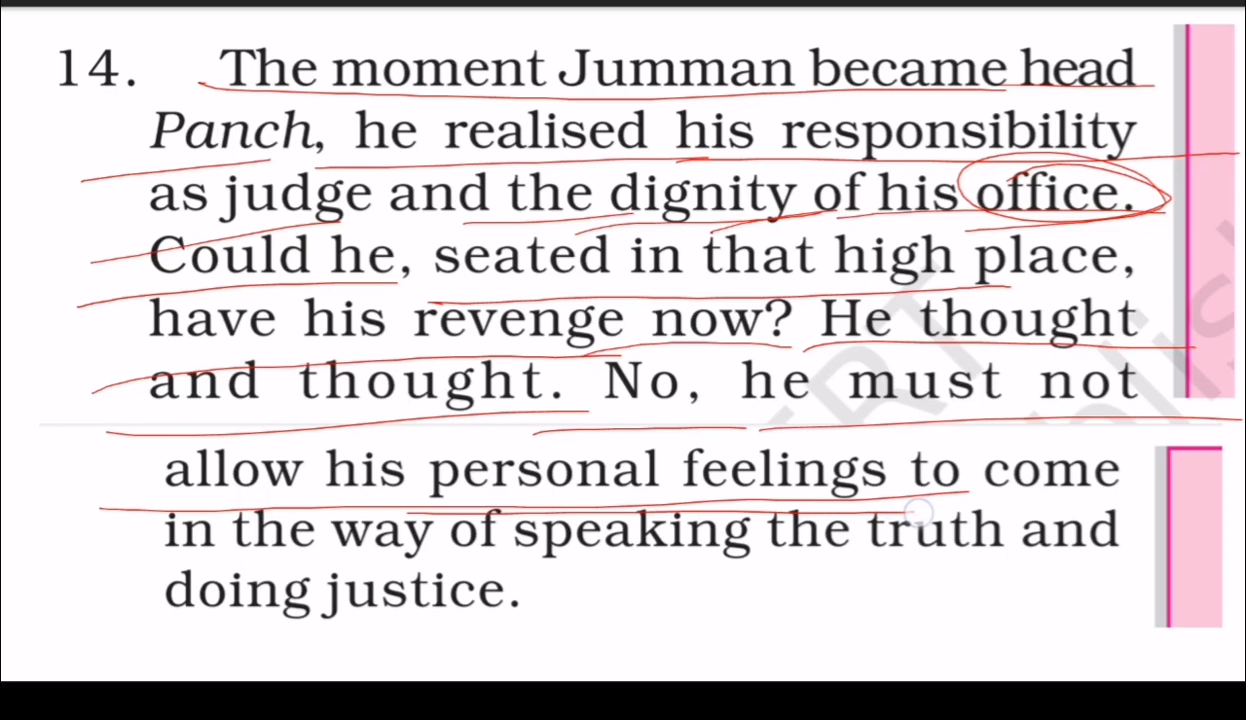 14. The moment Jumman became head
Panch, he realised his responsibility
as judge and the dignity of his office.
Could he, seated in that high place,
have his revenge now? He thought
and thought. No, he must not
allow his personal feelings to come
in the way of speaking the truth and
doing justice.